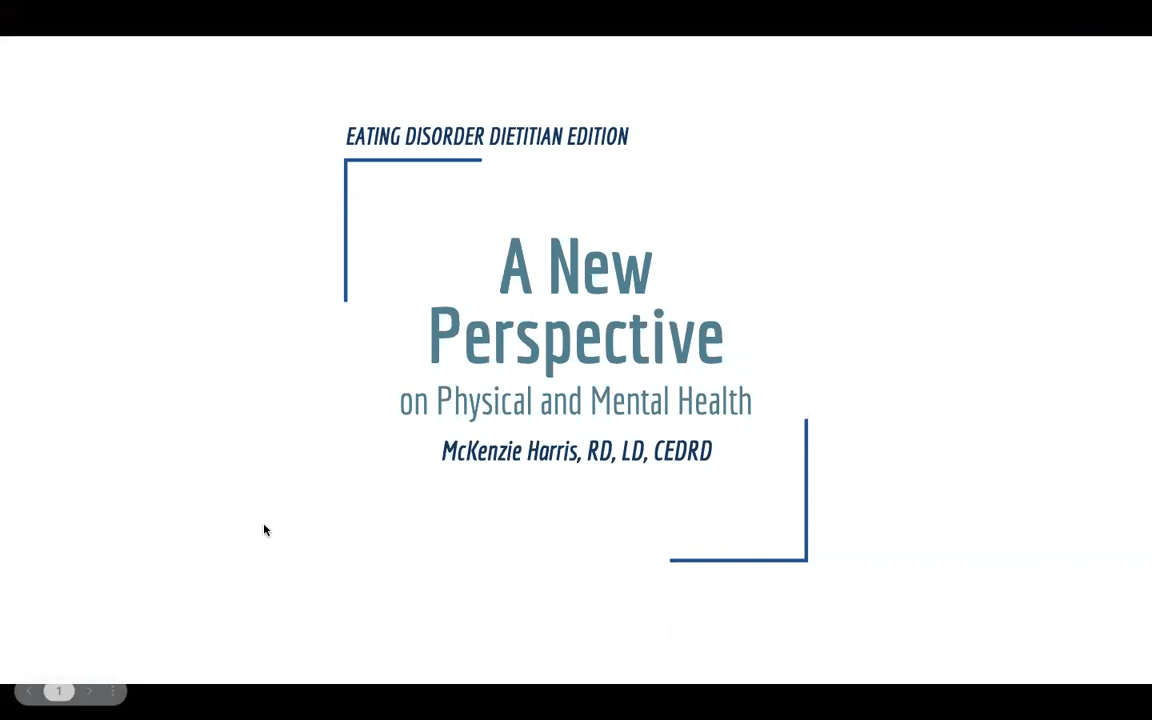 EATING DISORDER DIETITIAN EDITION
A New
Perspective
on Physical and Mental Health
McKenzie Harris, RD, LD, CEDRD
1